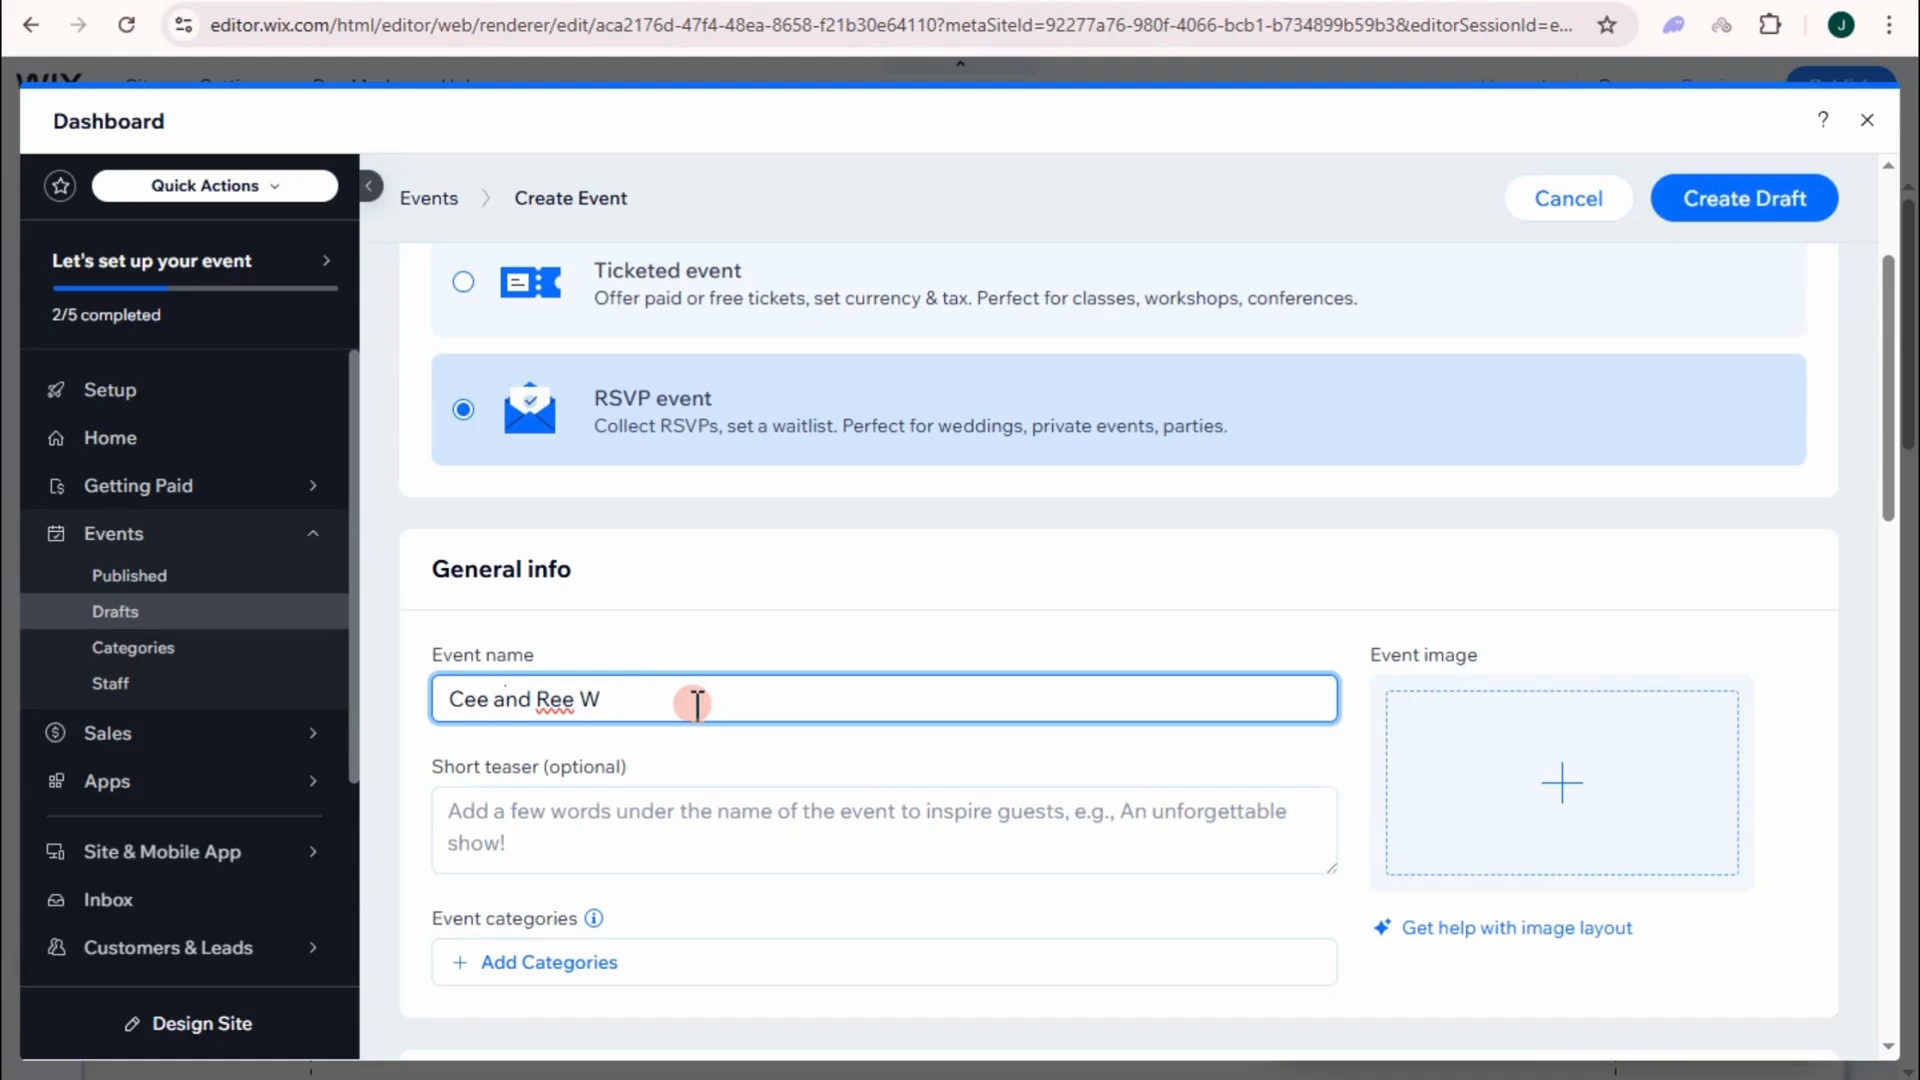 editor.wix.com/html/editor/web/renderer/edit/aca2176d-47f4-48ea-8658-f21b30e64110?metaSiteId=92277a76-980f-4066-bcb1-b734899b59b3&editorSessionId=e...
J
Dashboard
?
Quick Actions
Events
Create Event
Cancel
Create Draft
Let's set up your event
2/5 completed
Setup
Home
Getting Paid
Events
Published
Drafts
Categories
Staff
Sales
Apps
Site & Mobile App
Inbox
Customers & Leads
Design Site
Ticketed event
Offer paid or free tickets, set currency & tax. Perfect for classes, workshops, conferences.
RSVP event
Collect RSVPs, set a waitlist. Perfect for weddings, private events, parties.
General info
Event name
Cee and Ree W
Short teaser (optional)
Add a few words under the name of the event to inspire guests, e.g., An unforgettable
show!
Event categories
+ Add Categories
Event image
Get help with image layout